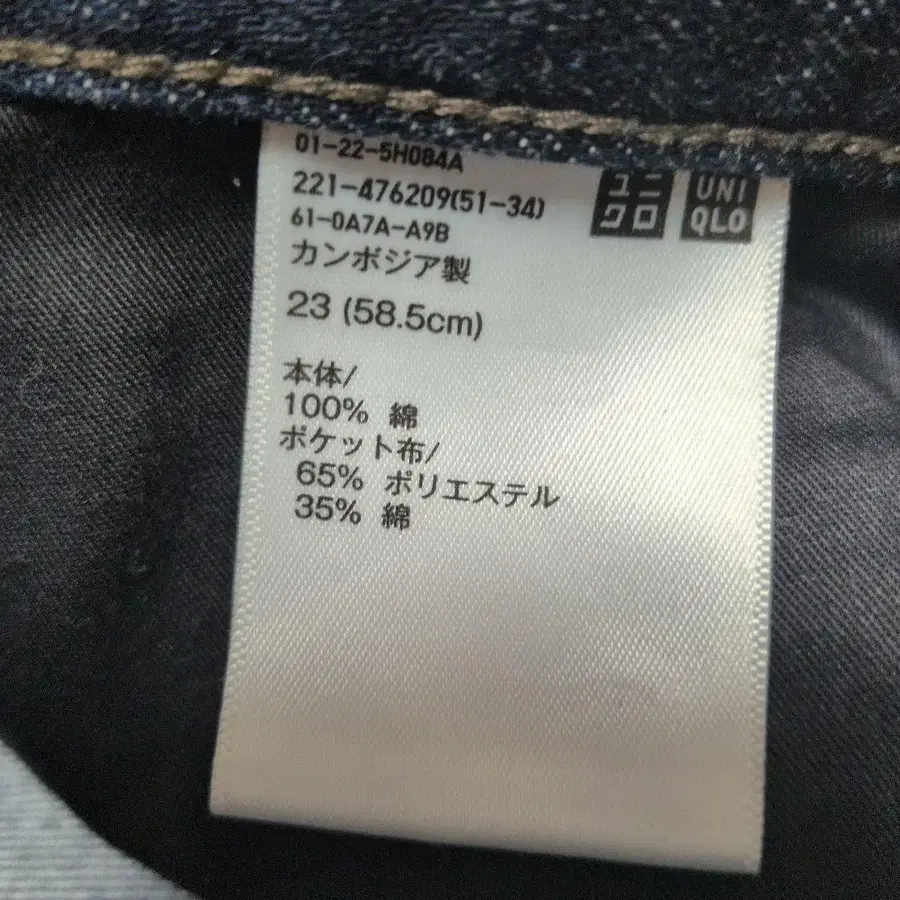 01-22-5H084A
221-476209(51-34)
61-0A7A-A9B
カンボジア製
ユニ
クロ
UNI
QLO
23 (58.5cm)
本体/
100% 綿
ポケット布/
65% ポリエステル
35% 綿